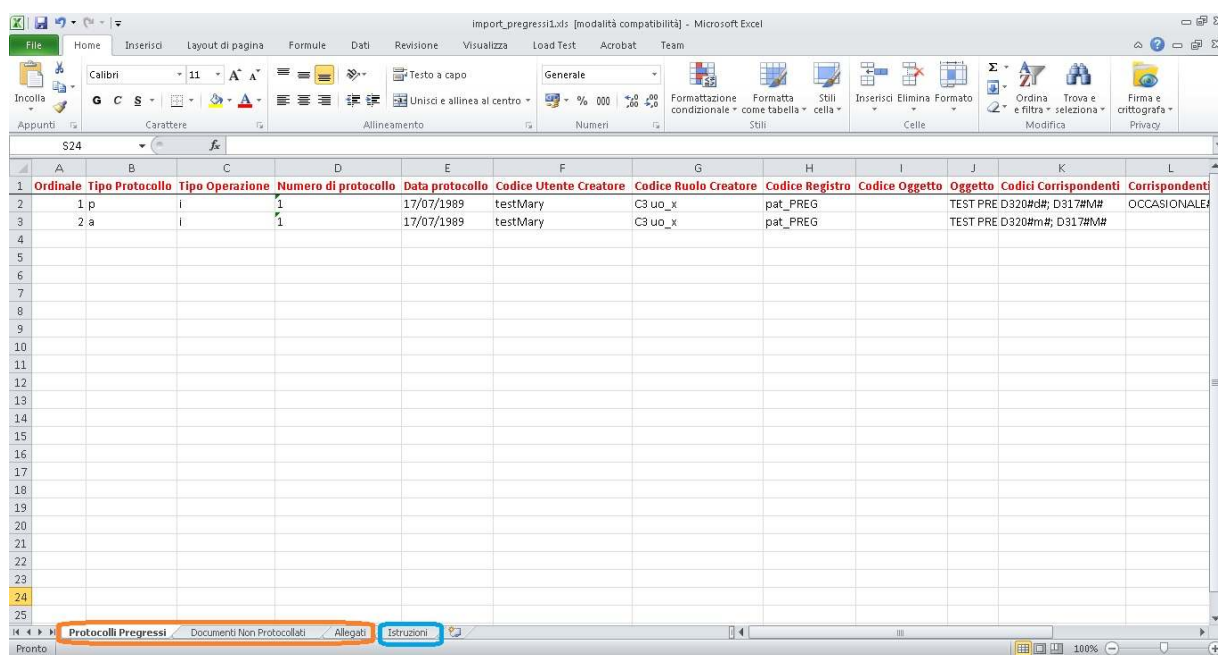 import_pregressi1.xls [modalità compatibilità] - Microsoft Excel
File Home Inserisci Layout di pagina Formule Dati Revisione Visualizza Load Test Acrobat Team
Incolla
Calibri 11 A A
G C S A
Testo a capo
Unisci e allinea al centro
Generale
% 000 ,00
Formattazione condizionale
Formatta come tabella
Stili cella
Inserisci Elimina Formato
Σ
Ordina e filtra
Trova e seleziona
Firma e crittografa
Appunti Carattere Allineamento Numeri Stili Celle Modifica Privacy
S24 fx
A B C D E F G H I J K L
1 Ordinale Tipo Protocollo Tipo Operazione Numero di protocollo Data protocollo Codice Utente Creatore Codice Ruolo Creatore Codice Registro Codice Oggetto Oggetto Codici Corrispondenti Corrispondenti
2 1 p i 1 17/07/1989 testMary C3 uo_x pat_PREG TEST PRE D320#d#; D317#M# OCCASIONALE#
3 2 a i 1 17/07/1989 testMary C3 uo_x pat_PREG TEST PRE D320#m#; D317#M#
4
5
6
7
8
9
10
11
12
13
14
15
16
17
18
19
20
21
22
23
24
25
Protocolli Pregressi Documenti Non Protocollati Allegati Istruzioni
Pronto 100%